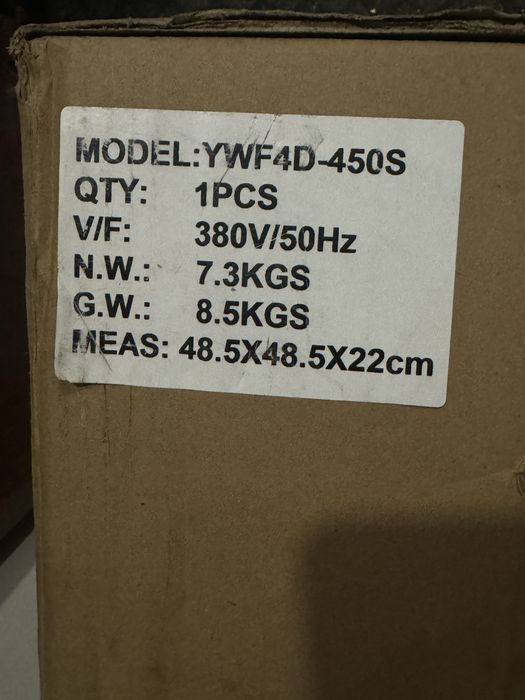 MODEL:YWF4D-450S
QTY: 1PCS
V/F: 380V/50Hz
N.W.: 7.3KGS
G.W.: 8.5KGS
MEAS: 48.5X48.5X22cm